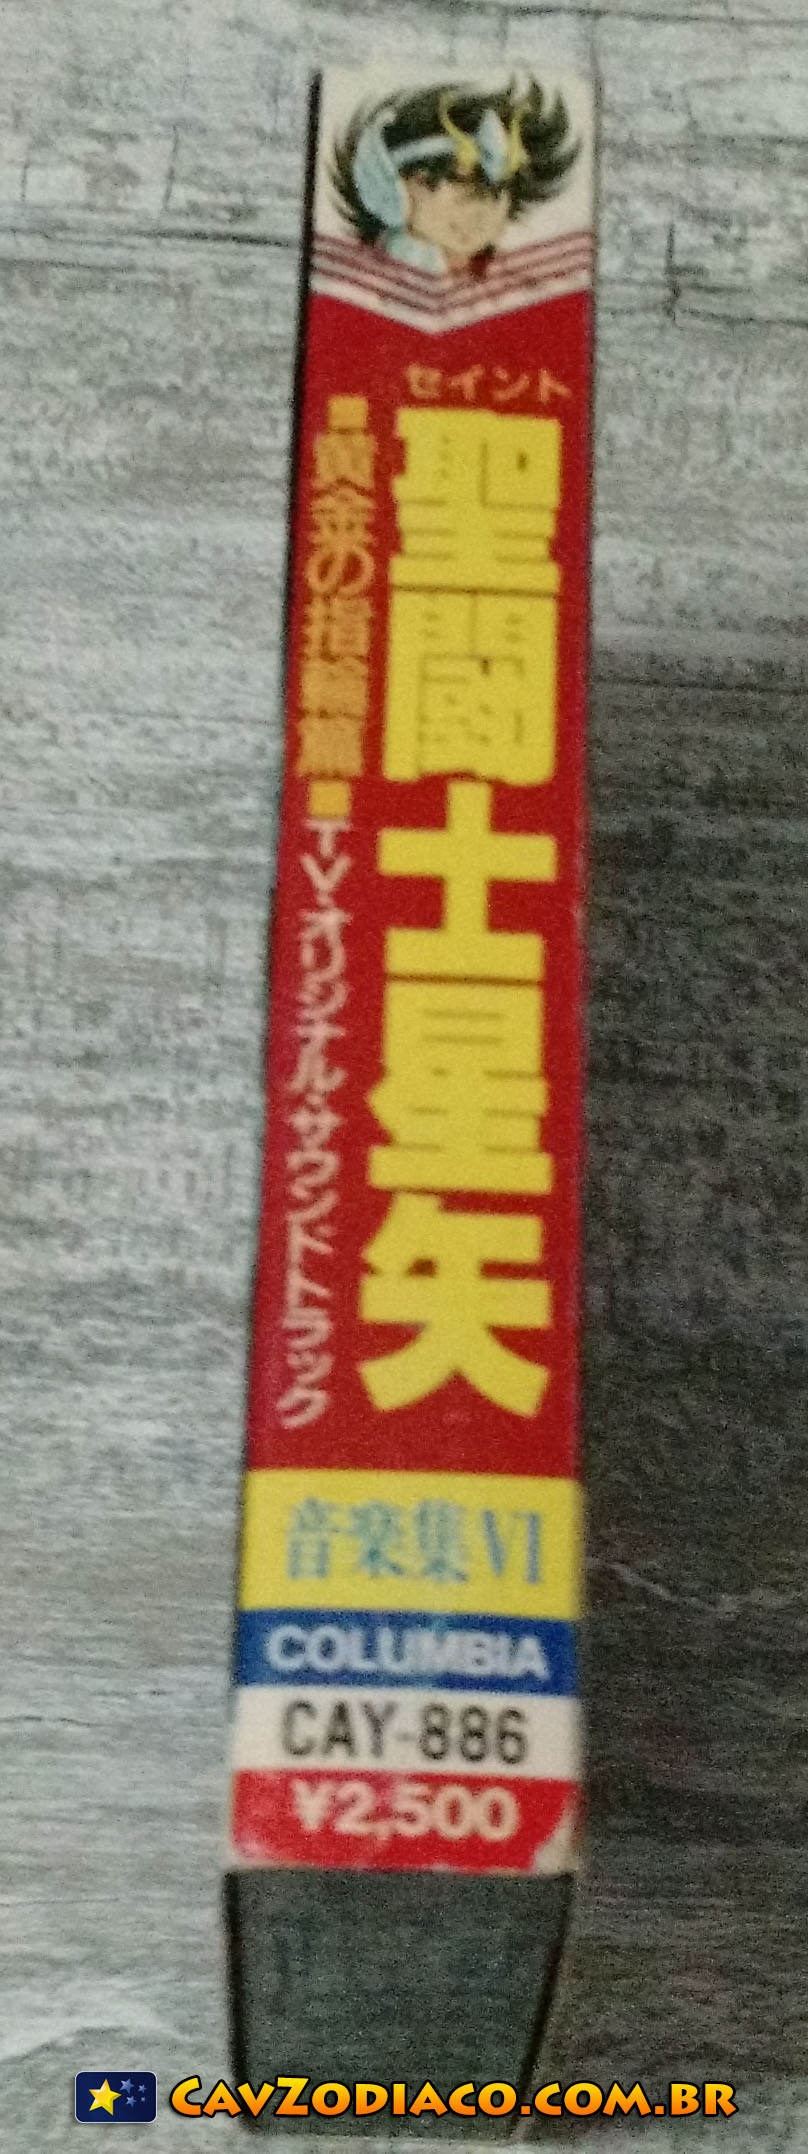 セイント
聖闘士星矢
■黄金の指輪篇■TVオリジナル・サウンドトラック
音楽集VI
COLUMBIA
CAY-886
¥2,500
CAVZODIACO.COM.BR